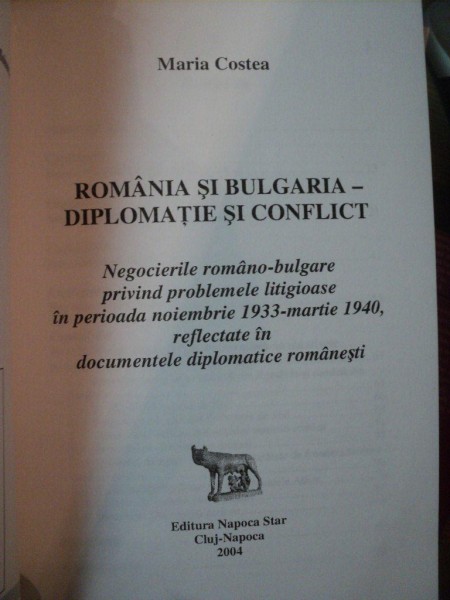 Maria Costea
ROMÂNIA ŞI BULGARIA –
DIPLOMAŢIE ŞI CONFLICT
Negocierile româno-bulgare
privind problemele litigioase
în perioada noiembrie 1933-martie 1940,
reflectate în
documentele diplomatice româneşti
Editura Napoca Star
Cluj-Napoca
2004